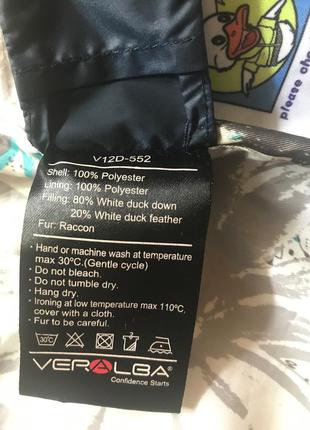 please
V12D-552
Shell: 100% Polyester
Lining: 100% Polyester
Filling: 80% White duck down
20% White duck feather
Fur: Raccon
• Hand or machine wash at temperature
max 30ºC.(Gentle cycle)
• Do not bleach.
• Do not tumble dry.
• Hang dry.
• Ironing at low temperature max 110ºC,
cover with a cloth.
• Fur to be careful.
30℃
VERALBA
Confidence Starts